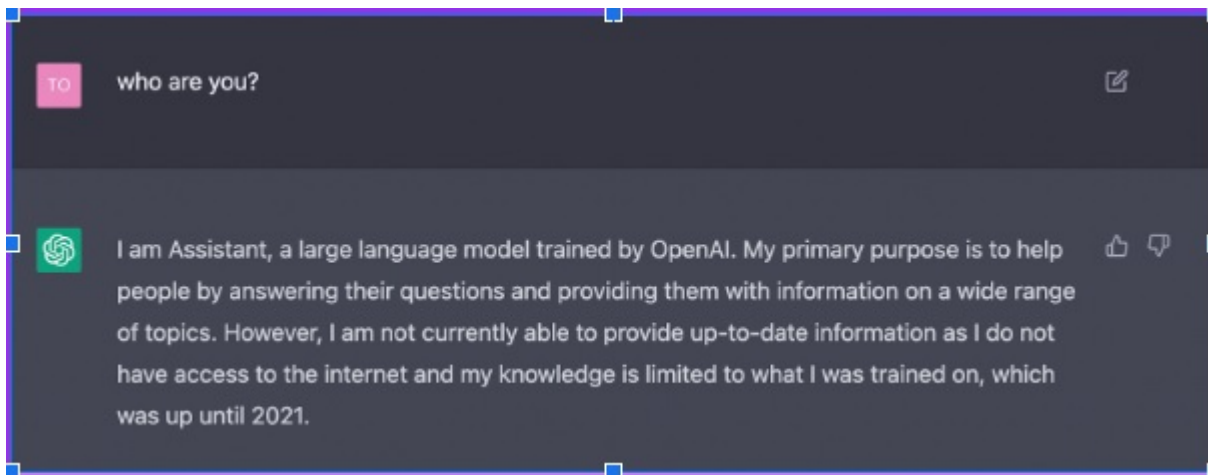 TO
who are you?
I am Assistant, a large language model trained by OpenAI. My primary purpose is to help
people by answering their questions and providing them with information on a wide range
of topics. However, I am not currently able to provide up-to-date information as I do not
have access to the internet and my knowledge is limited to what I was trained on, which
was up until 2021.